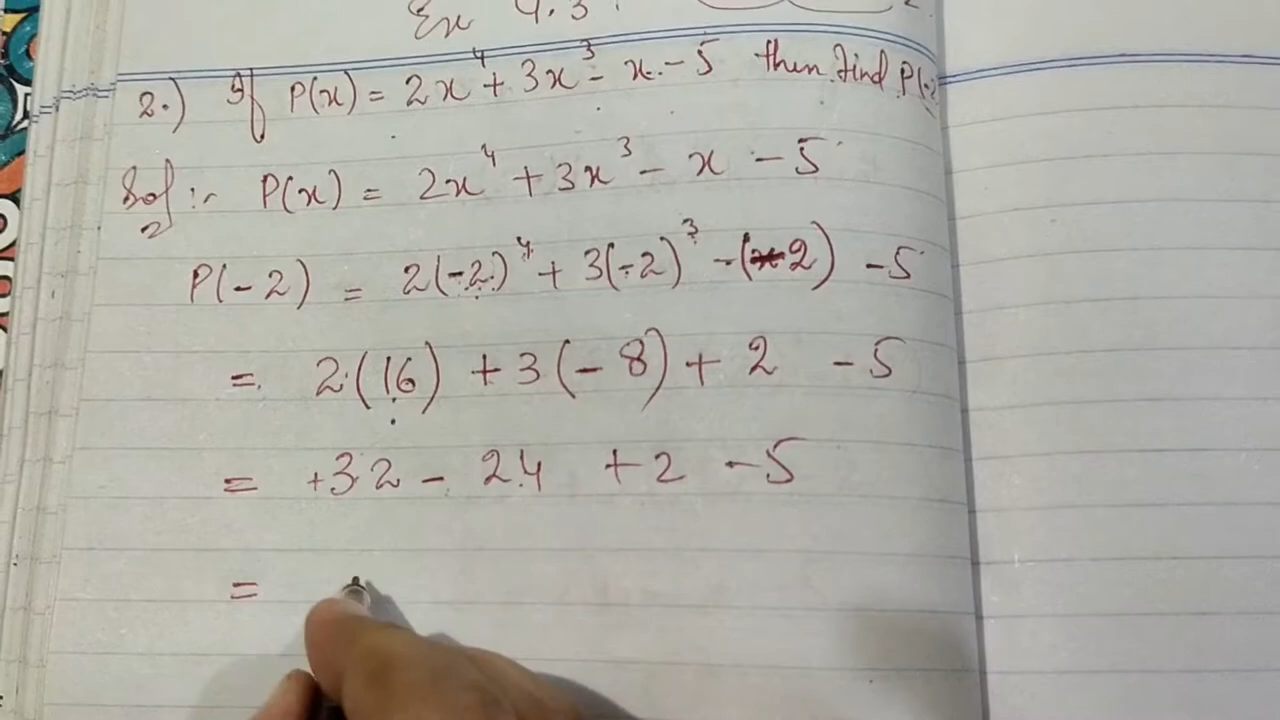 Ex 4.3
2.) If P(x) = 2x⁴ + 3x³ - x - 5 then find P(-2)
Sol :- P(x) = 2x⁴ + 3x³ - x - 5
P(-2) = 2(-2)⁴ + 3(-2)³ - (-2) - 5
= 2(16) + 3(-8) + 2 - 5
= +32 - 24 + 2 - 5
=